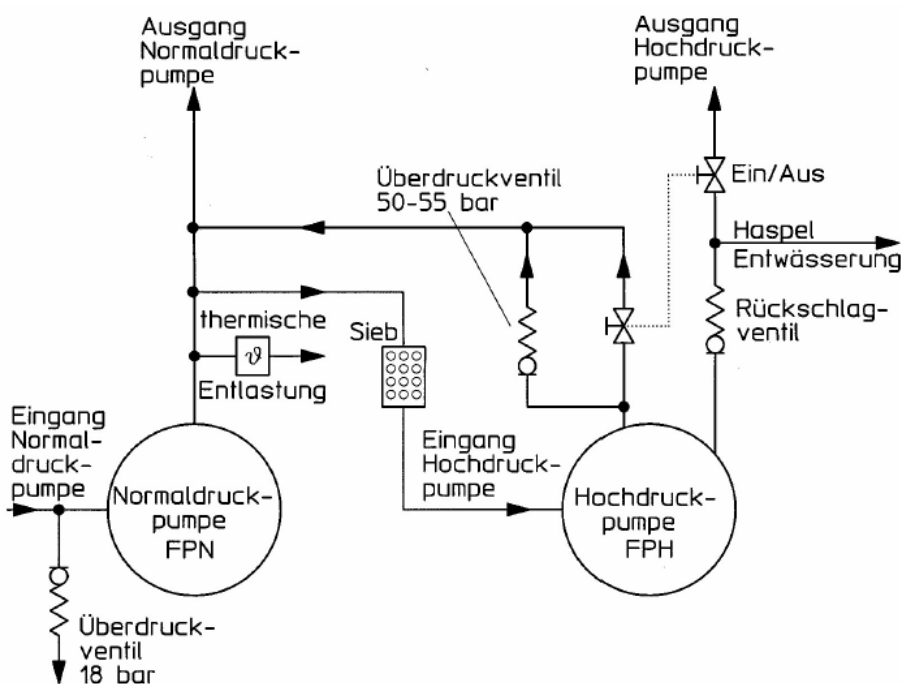 Ausgang
Normaldruck-
pumpe
Ausgang
Hochdruck-
pumpe
Überdruckventil
50-55 bar
Ein/Aus
Haspel
Entwässerung
thermische
Sieb
Rückschlag-
ventil
ϑ
Entlastung
Eingang
Normal-
druck-
pumpe
Eingang
Hochdruck-
pumpe
Normaldruck-
pumpe
FPN
Hochdruck-
pumpe
FPH
Überdruck-
ventil
18 bar